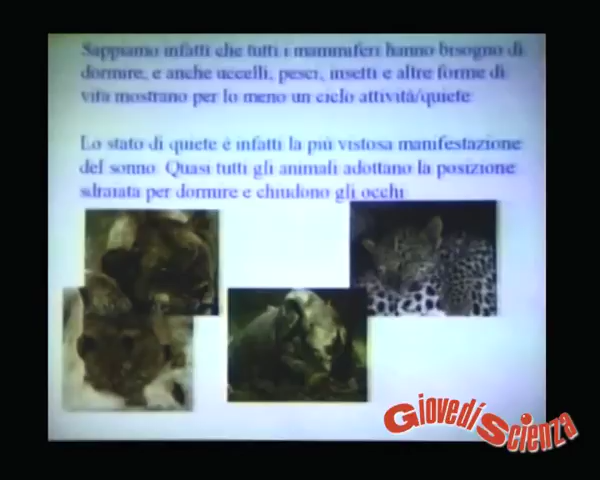 Sappiamo infatti che tutti i mammiferi hanno bisogno di
dormire, e anche uccelli, pesci, insetti e altre forme di
vita mostrano per lo meno un ciclo attività/quiete
Lo stato di quiete è infatti la più vistosa manifestazione
del sonno. Quasi tutti gli animali adottano la posizione
sdraiata per dormire e chiudono gli occhi
Giovedí
Scienza